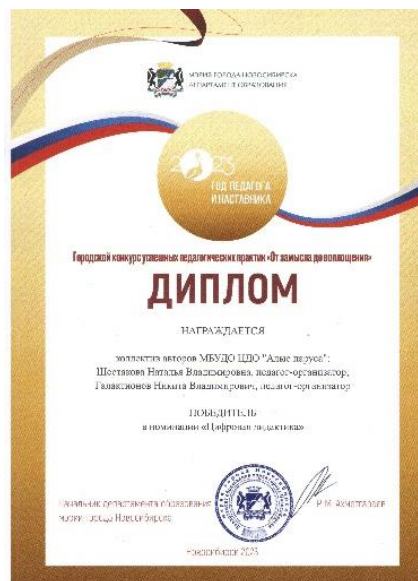 МЭРИЯ ГОРОДА НОВОСИБИРСКА
ДЕПАРТАМЕНТ ОБРАЗОВАНИЯ
2023
ГОД ПЕДАГОГА
И НАСТАВНИКА
Городской конкурс успешных педагогических практик «От замысла до воплощения»
ДИПЛОМ
НАГРАЖДАЕТСЯ
коллектив авторов МБУДО ЦДО "Алые паруса":
Шестакова Наталья Владимировна, педагог-организатор,
Галактионов Никита Владимирович, педагог-организатор
ПОБЕДИТЕЛЬ
в номинации «Цифровая дидактика»
Начальник департамента образования
мэрии города Новосибирска
Р.М. Ахметгареев
Новосибирск 2023